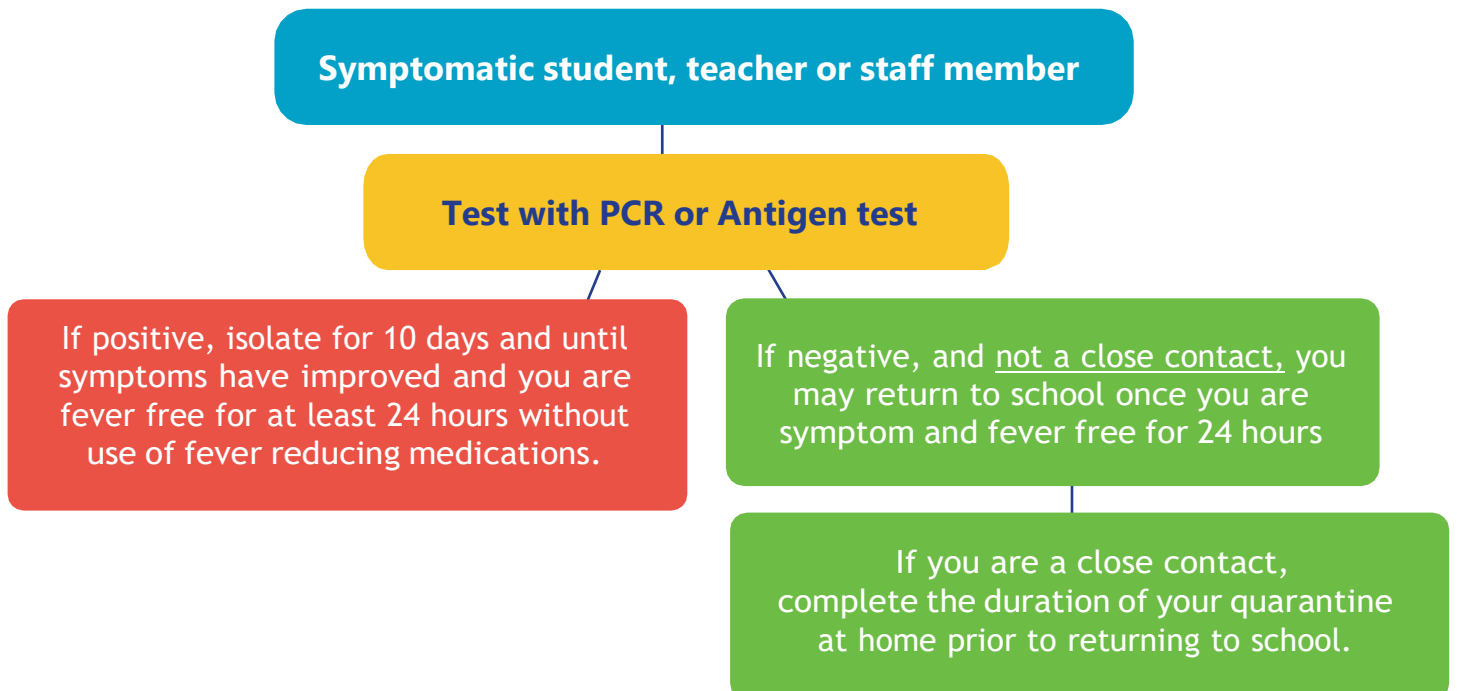 Symptomatic student, teacher or staff member
Test with PCR or Antigen test
If positive, isolate for 10 days and until
symptoms have improved and you are
fever free for at least 24 hours without
use of fever reducing medications.
If negative, and not a close contact, you
may return to school once you are
symptom and fever free for 24 hours
If you are a close contact,
complete the duration of your quarantine
at home prior to returning to school.